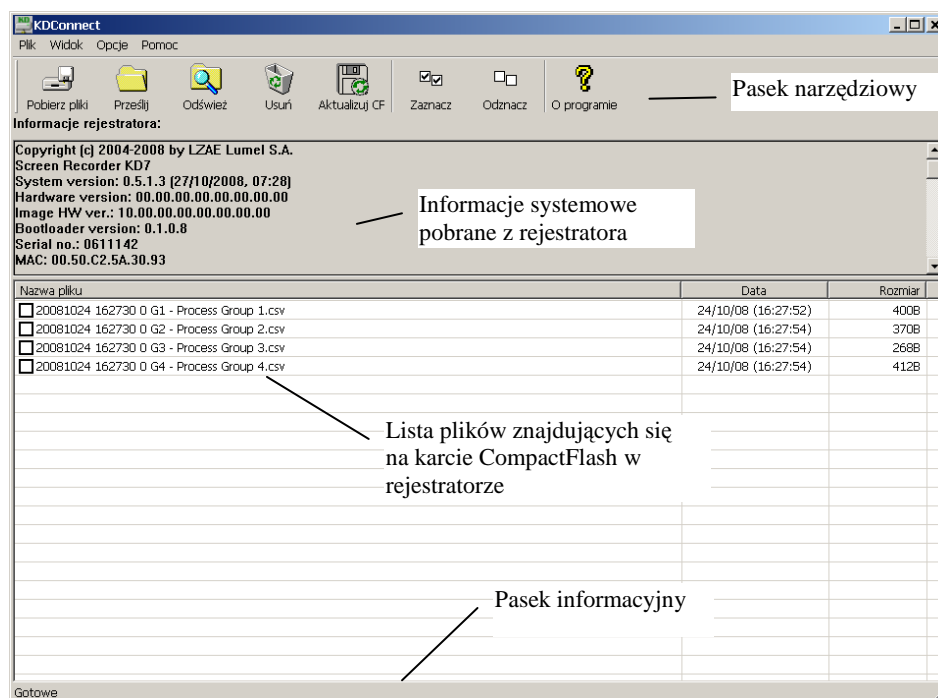 KDConnect
Plik Widok Opcje Pomoc
Pobierz pliki Prześlij Odśwież Usuń Aktualizuj CF Zaznacz Odznacz O programie
Pasek narzędziowy
Informacje rejestratora:
Copyright (c) 2004-2008 by LZAE Lumel S.A.
Screen Recorder KD7
System version: 0.5.1.3 (27/10/2008, 07:28)
Hardware version: 00.00.00.00.00.00.00.00
Image HW ver.: 10.00.00.00.00.00.00.00
Bootloader version: 0.1.0.8
Serial no.: 0611142
MAC: 00.50.C2.5A.30.93
Informacje systemowe
pobrane z rejestratora
Nazwa pliku Data Rozmiar
20081024 162730 0 G1 - Process Group 1.csv 24/10/08 (16:27:52) 400B
20081024 162730 0 G2 - Process Group 2.csv 24/10/08 (16:27:54) 370B
20081024 162730 0 G3 - Process Group 3.csv 24/10/08 (16:27:54) 268B
20081024 162730 0 G4 - Process Group 4.csv 24/10/08 (16:27:54) 412B
Lista plików znajdujących się
na karcie CompactFlash w
rejestratorze
Pasek informacyjny
Gotowe